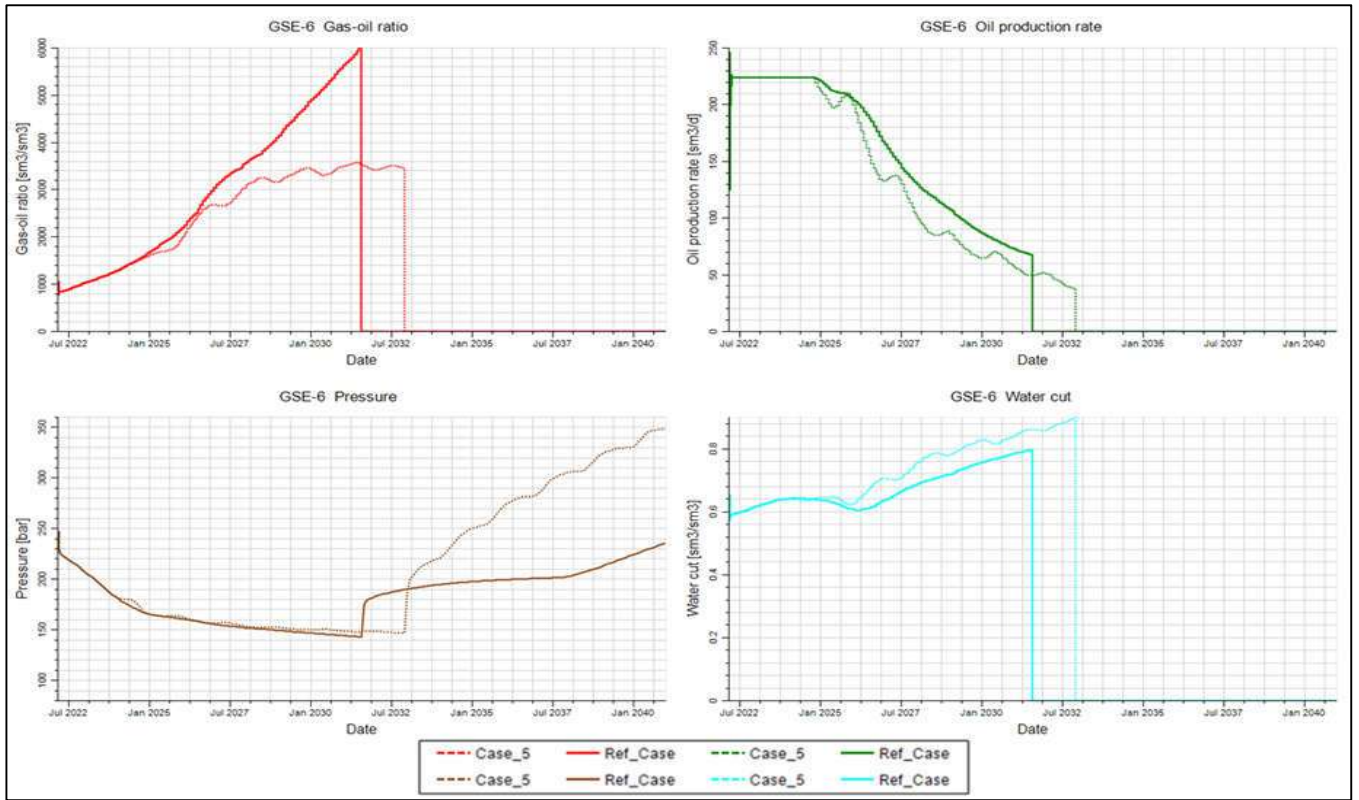 GSE-6 Gas-oil ratio
Gas-oil ratio [sm3/sm3]
6000
5000
4000
3000
2000
1000
0
Jul 2022 Jan 2025 Jul 2027 Jan 2030 Jul 2032 Jan 2035 Jul 2037 Jan 2040
Date
GSE-6 Oil production rate
Oil production rate [sm3/d]
250
200
150
100
50
0
Jul 2022 Jan 2025 Jul 2027 Jan 2030 Jul 2032 Jan 2035 Jul 2037 Jan 2040
Date
GSE-6 Pressure
Pressure [bar]
350
300
250
200
150
100
Jul 2022 Jan 2025 Jul 2027 Jan 2030 Jul 2032 Jan 2035 Jul 2037 Jan 2040
Date
GSE-6 Water cut
Water cut [sm3/sm3]
0.8
0.6
0.4
0.2
0
Jul 2022 Jan 2025 Jul 2027 Jan 2030 Jul 2032 Jan 2035 Jul 2037 Jan 2040
Date
Case_5 Ref_Case Case_5 Ref_Case
Case_5 Ref_Case Case_5 Ref_Case